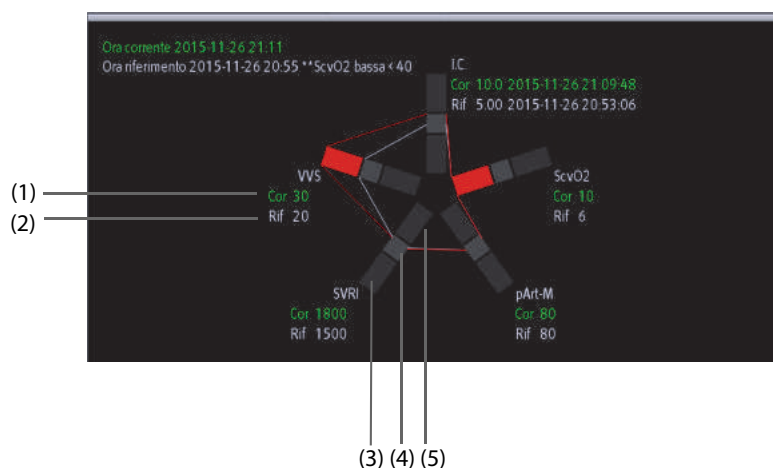 Ora corrente 2015-11-26 21:11
Ora riferimento 2015-11-26 20:55 **ScvO2 bassa < 40
I.C.
Cor 10.0 2015-11-26 21:09:48
Rif 5.00 2015-11-26 20:53:06
VVS
Cor 30
Rif 20
ScvO2
Cor 10
Rif 6
SVRI
Cor 1800
Rif 1500
pArt-M
Cor 80
Rif 80
(1)
(2)
(3) (4) (5)